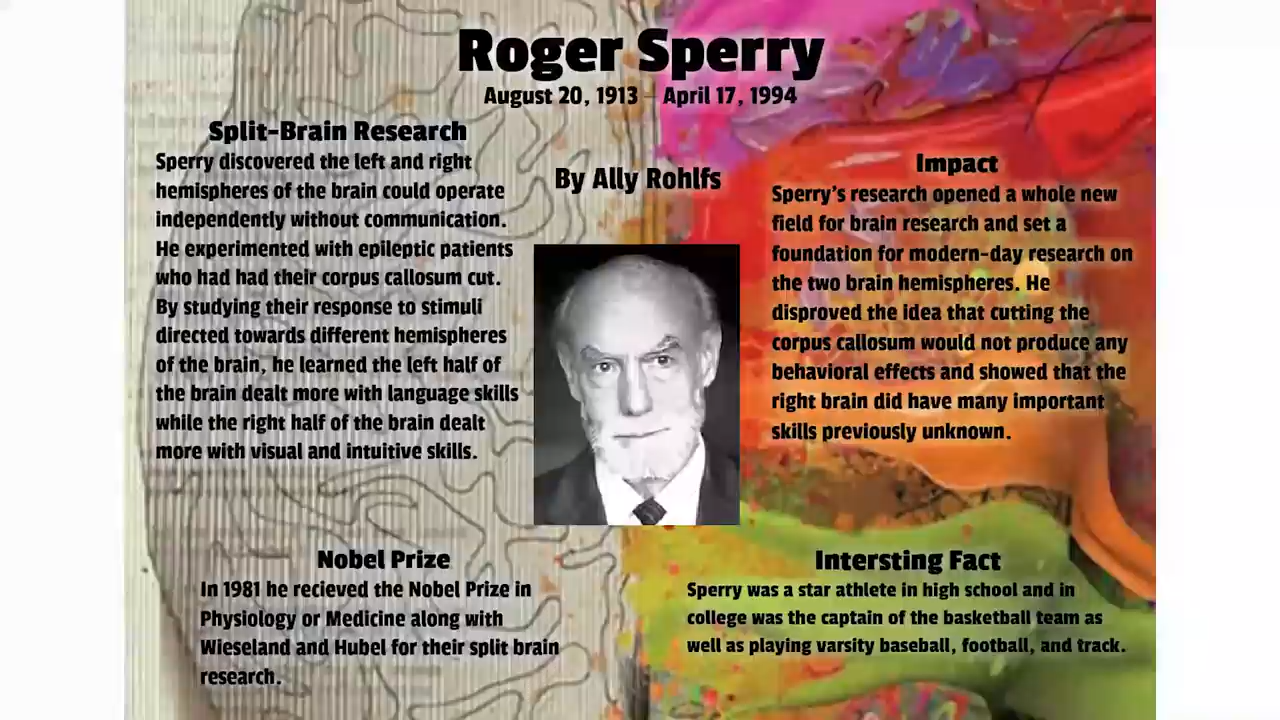 Roger Sperry
August 20, 1913 – April 17, 1994
Split-Brain Research
Sperry discovered the left and right
hemispheres of the brain could operate
independently without communication.
He experimented with epileptic patients
who had had their corpus callosum cut.
By studying their response to stimuli
directed towards different hemispheres
of the brain, he learned the left half of
the brain dealt more with language skills
while the right half of the brain dealt
more with visual and intuitive skills.
By Ally Rohlfs
Impact
Sperry's research opened a whole new
field for brain research and set a
foundation for modern-day research on
the two brain hemispheres. He
disproved the idea that cutting the
corpus callosum would not produce any
behavioral effects and showed that the
right brain did have many important
skills previously unknown.
Nobel Prize
In 1981 he recieved the Nobel Prize in
Physiology or Medicine along with
Wieseland and Hubel for their split brain
research.
Intersting Fact
Sperry was a star athlete in high school and in
college was the captain of the basketball team as
well as playing varsity baseball, football, and track.